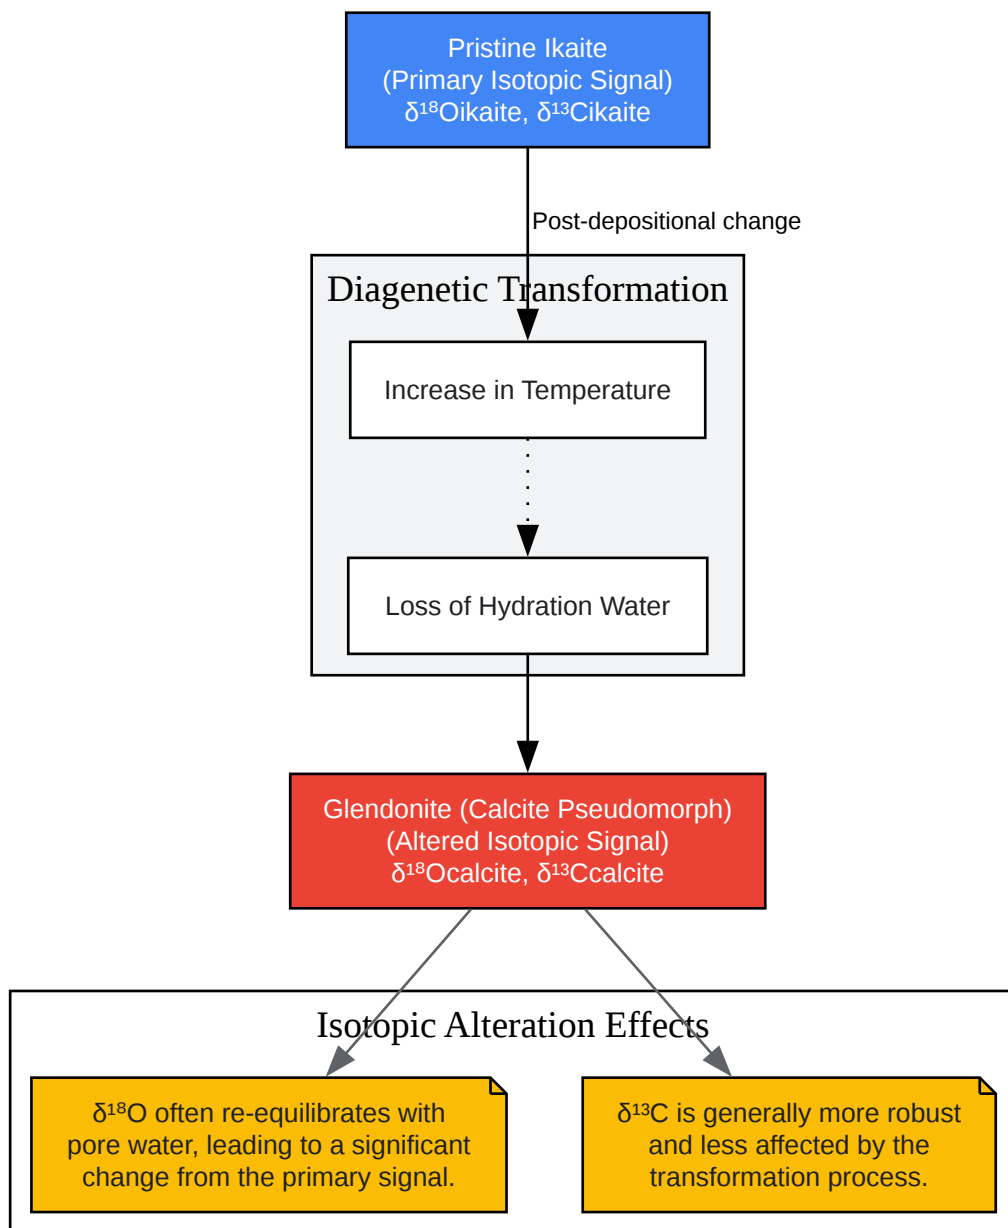 Pristine Ikaite
(Primary Isotopic Signal)
δ¹⁸Oikaite, δ¹³Cikaite
Post-depositional change
Diagenetic Transformation
Increase in Temperature
Loss of Hydration Water
Glendonite (Calcite Pseudomorph)
(Altered Isotopic Signal)
δ¹⁸Ocalcite, δ¹³Ccalcite
Isotopic Alteration Effects
δ¹⁸O often re-equilibrates with
pore water, leading to a significant
change from the primary signal.
δ¹³C is generally more robust
and less affected by the
transformation process.